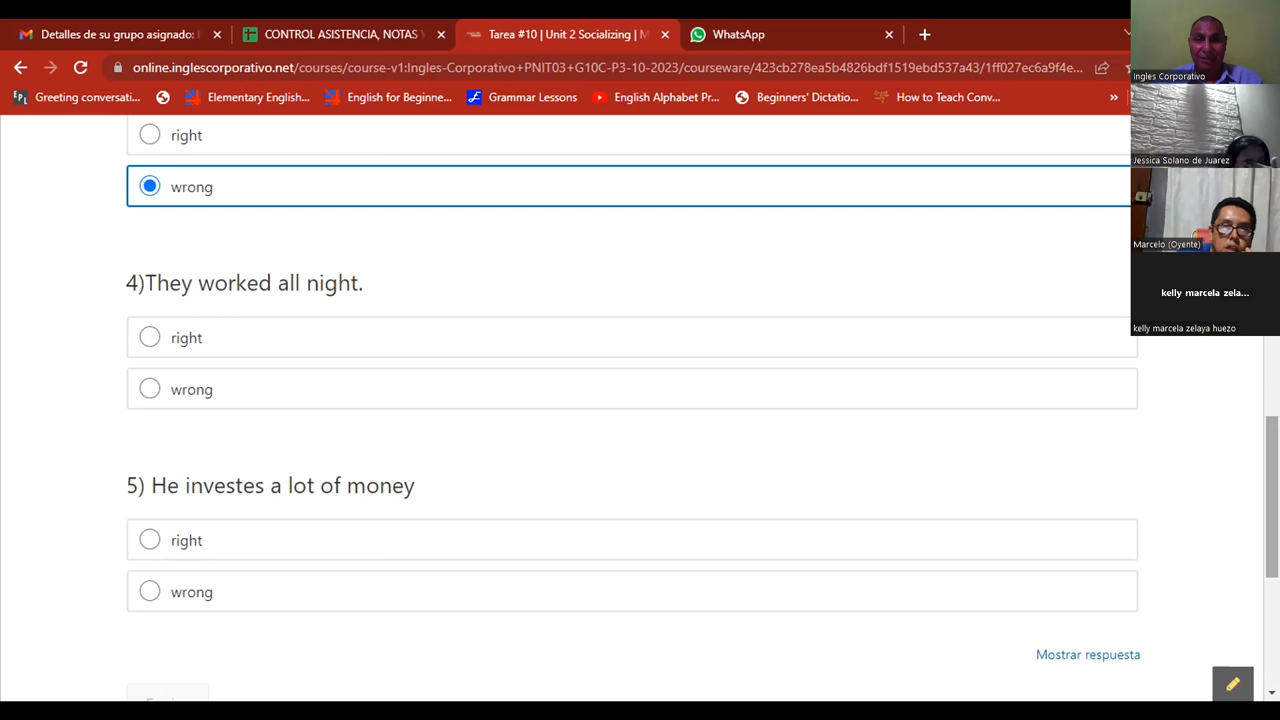 Detalles de su grupo asignado: I
CONTROL ASISTENCIA, NOTAS Y
Tarea #10 | Unit 2 Socializing | M
WhatsApp
online.inglescorporativo.net/courses/course-v1:Ingles-Corporativo+PNIT03+G10C-P3-10-2023/courseware/423cb278ea5b4826bdf1519ebd537a43/1ff027ec6a9f4e...
Greeting conversati...
Elementary English...
English for Beginne...
Grammar Lessons
English Alphabet Pr...
Beginners' Dictatio...
How to Teach Conv...
»
Ingles Corporativo
Jessica Solano de Juarez
Marcelo (Oyente)
kelly marcela zela...
kelly marcela zelaya huezo
right
wrong
4)They worked all night.
right
wrong
5) He investes a lot of money
right
wrong
Mostrar respuesta